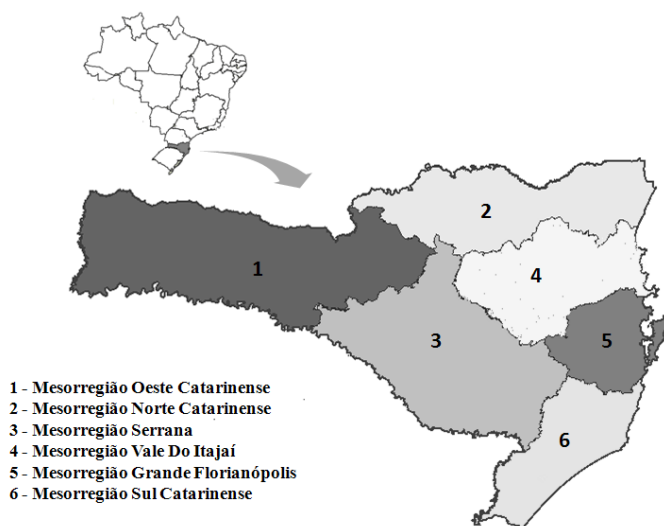 2
1
4
3
5
6
1 - Mesorregião Oeste Catarinense
2 - Mesorregião Norte Catarinense
3 - Mesorregião Serrana
4 - Mesorregião Vale Do Itajaí
5 - Mesorregião Grande Florianópolis
6 - Mesorregião Sul Catarinense